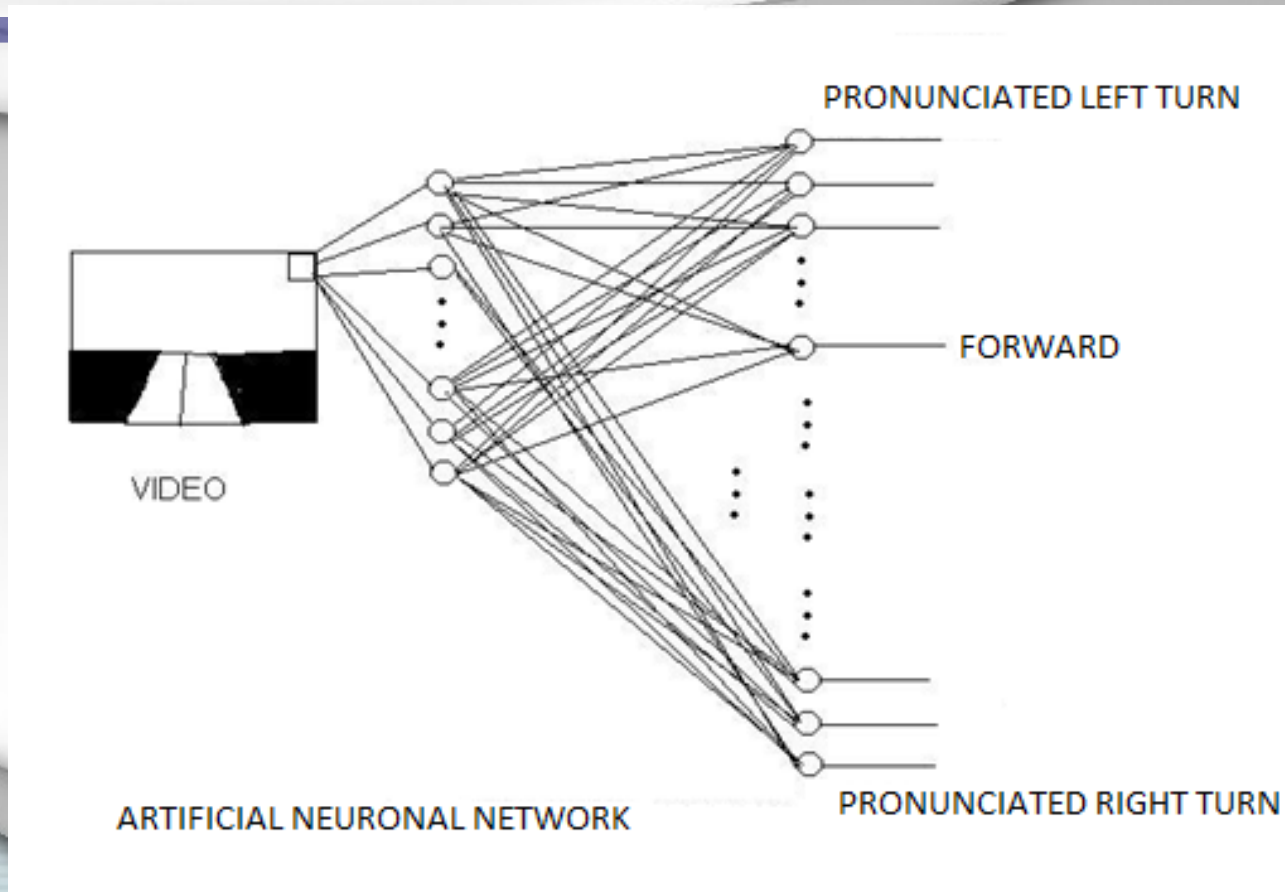 PRONUNCIATED LEFT TURN
FORWARD
VIDEO
PRONUNCIATED RIGHT TURN
ARTIFICIAL NEURONAL NETWORK